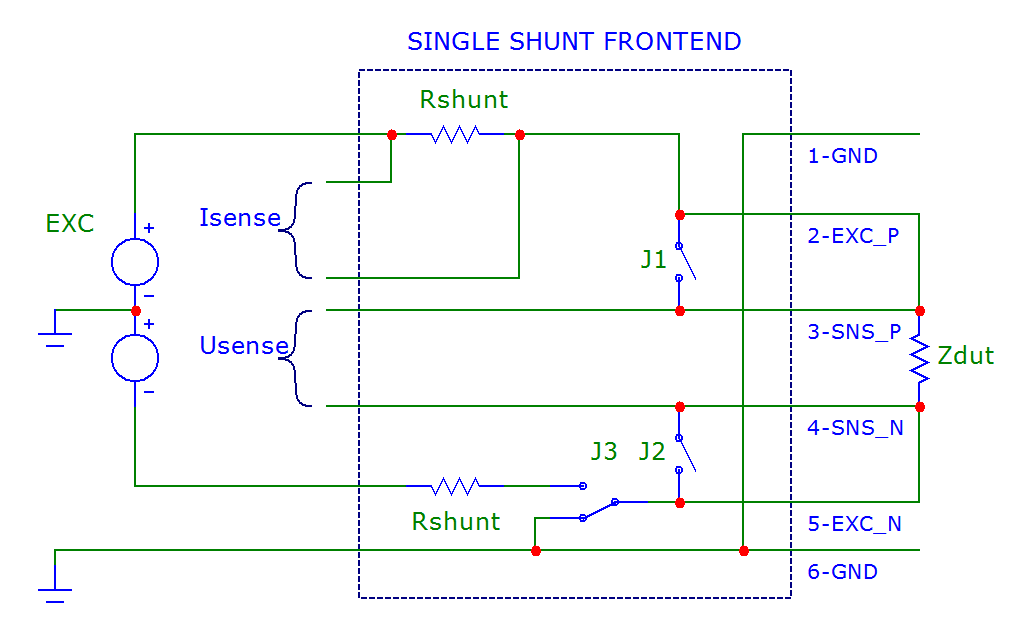 SINGLE SHUNT FRONTEND
Rshunt
1-GND
Isense
EXC
+
2-EXC_P
J1
−
+
3-SNS_P
Usense
Zdut
−
4-SNS_N
J3 J2
Rshunt
5-EXC_N
6-GND